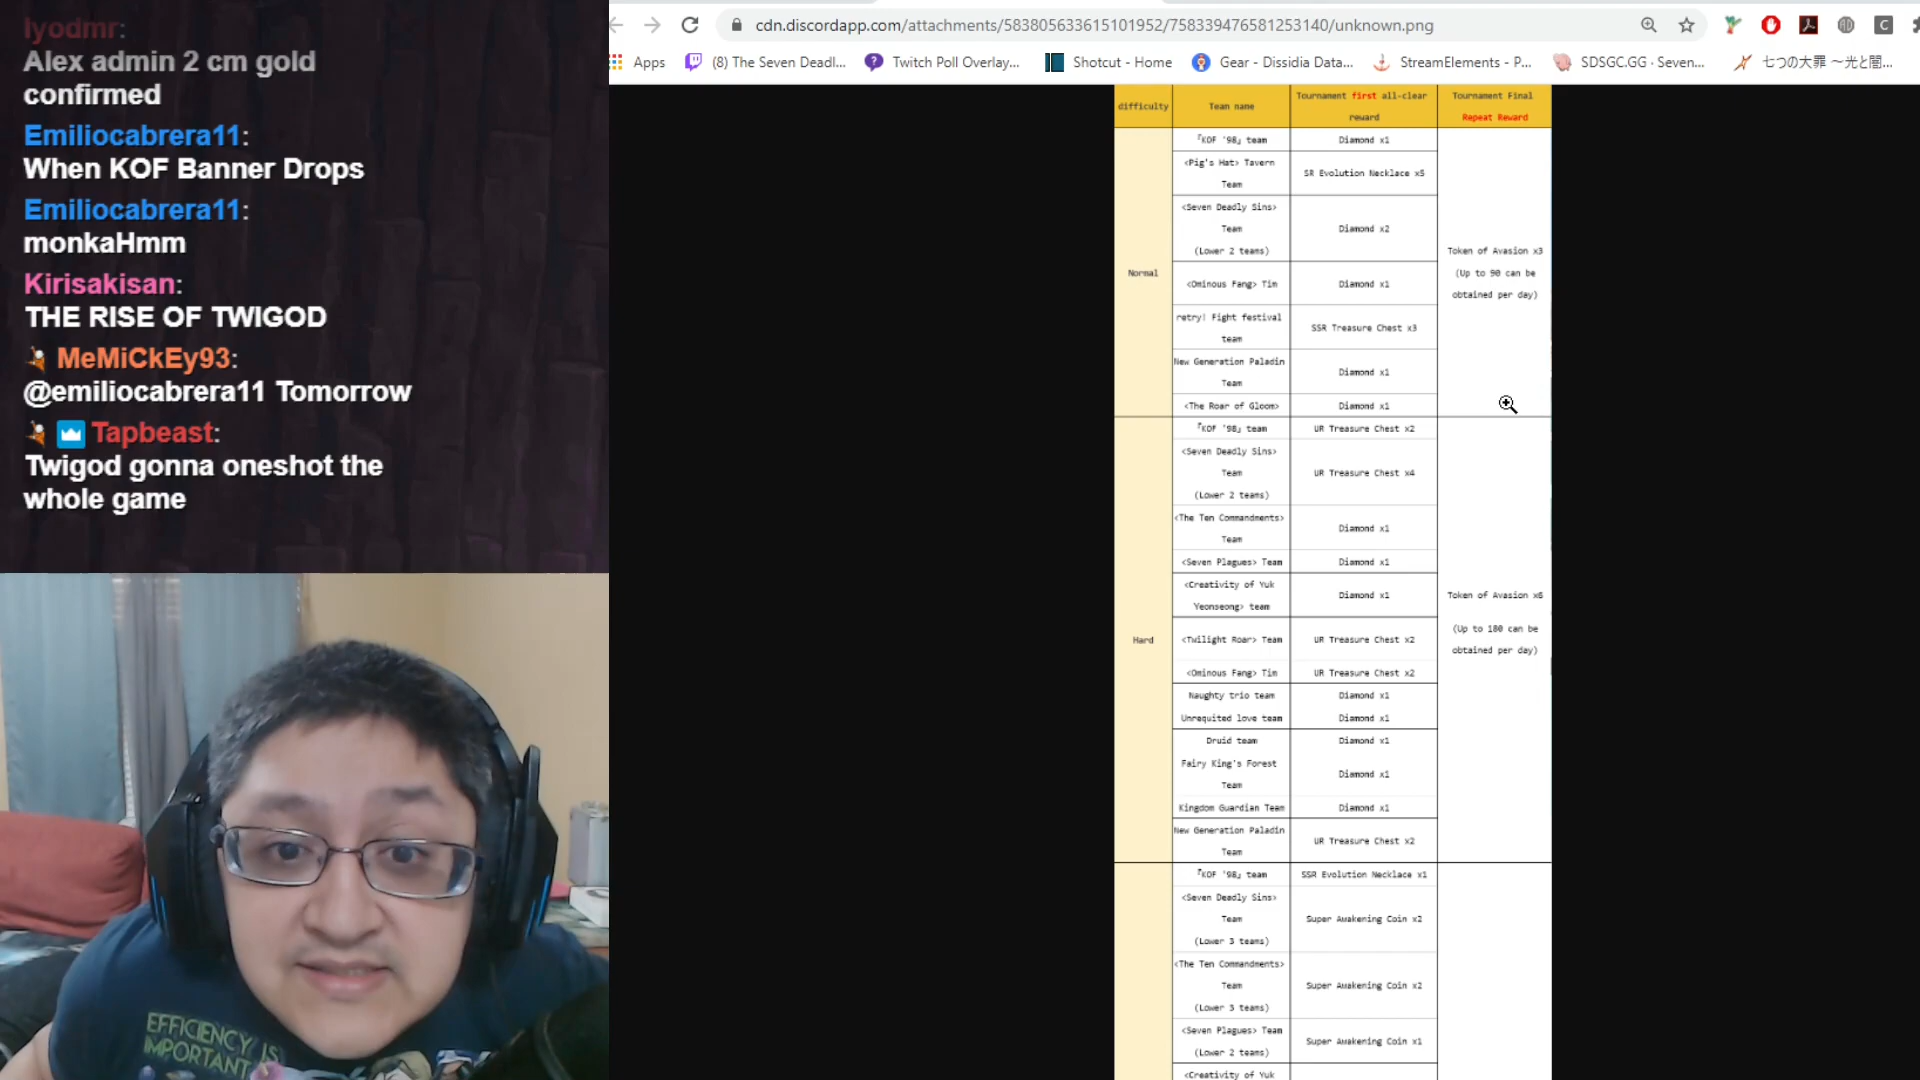 lyodmr:
Alex admin 2 cm gold
confirmed
Emiliocabrera11:
When KOF Banner Drops
Emiliocabrera11:
monkaHmm
Kirisakisan:
THE RISE OF TWIGOD
MeMiCkEy93:
@emiliocabrera11 Tomorrow
Tapbeast:
Twigod gonna oneshot the
whole game
EFFICIENCY IS
IMPORTANT
cdn.discordapp.com/attachments/583805633615101952/758339476581253140/unknown.png
Apps
(8) The Seven Deadl...
Twitch Poll Overlay...
Shotcut - Home
Gear - Dissidia Data...
StreamElements - P...
SDSGC.GG · Seven...
七つの大罪 ～光と闇...
difficulty
Team name
Tournament first all-clear
reward
Tournament Final
Repeat Reward
Normal
『KOF '98』 team
Diamond x1
<Pig's Hat> Tavern
Team
SR Evolution Necklace x5
<Seven Deadly Sins>
Team
(Lower 2 teams)
Diamond x2
<Ominous Fang> Tim
Diamond x1
retry! Fight festival
team
SSR Treasure Chest x3
New Generation Paladin
Team
Diamond x1
<The Roar of Gloom>
Diamond x1
Token of Avasion x3
(Up to 90 can be
obtained per day)
Hard
『KOF '98』 team
UR Treasure Chest x2
<Seven Deadly Sins>
Team
(Lower 2 teams)
UR Treasure Chest x4
<The Ten Commandments>
Team
Diamond x1
<Seven Plagues> Team
Diamond x1
<Creativity of Yuk
Yeonseong> team
Diamond x1
<Twilight Roar> Team
UR Treasure Chest x2
<Ominous Fang> Tim
UR Treasure Chest x2
Naughty trio team
Diamond x1
Unrequited love team
Diamond x1
Druid team
Diamond x1
Fairy King's Forest
Team
Diamond x1
Kingdom Guardian Team
Diamond x1
New Generation Paladin
Team
UR Treasure Chest x2
Token of Avasion x6
(Up to 180 can be
obtained per day)
『KOF '98』 team
SSR Evolution Necklace x1
<Seven Deadly Sins>
Team
(Lower 3 teams)
Super Awakening Coin x2
<The Ten Commandments>
Team
(Lower 3 teams)
Super Awakening Coin x2
<Seven Plagues> Team
(Lower 2 teams)
Super Awakening Coin x1
<Creativity of Yuk